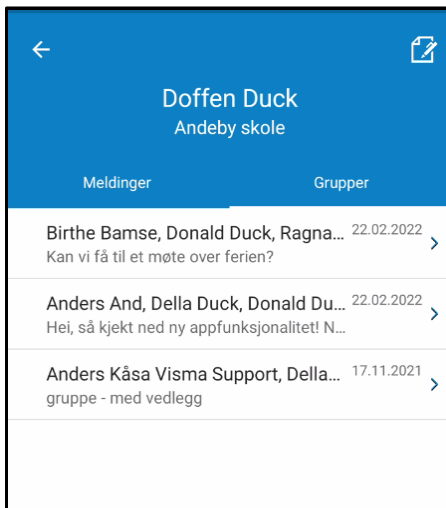 Doffen Duck
Andeby skole
Meldinger Grupper
Birthe Bamse, Donald Duck, Ragna... 22.02.2022
Kan vi få til et møte over ferien?
Anders And, Della Duck, Donald Du... 22.02.2022
Hei, så kjekt ned ny appfunksjonalitet! N...
Anders Kåsa Visma Support, Della... 17.11.2021
gruppe - med vedlegg